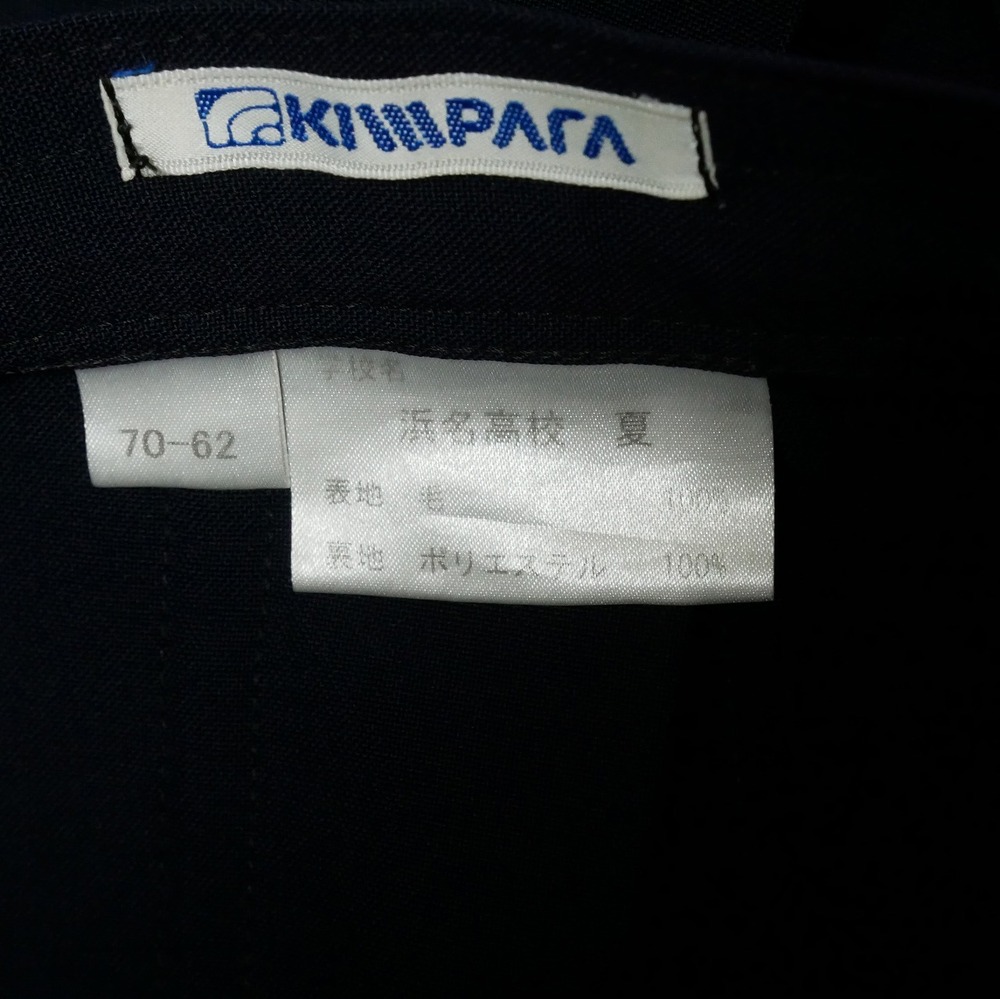 KIMPARA
70-62
学校名
浜名高校 夏
表地 毛 100%
裏地 ポリエステル 100%